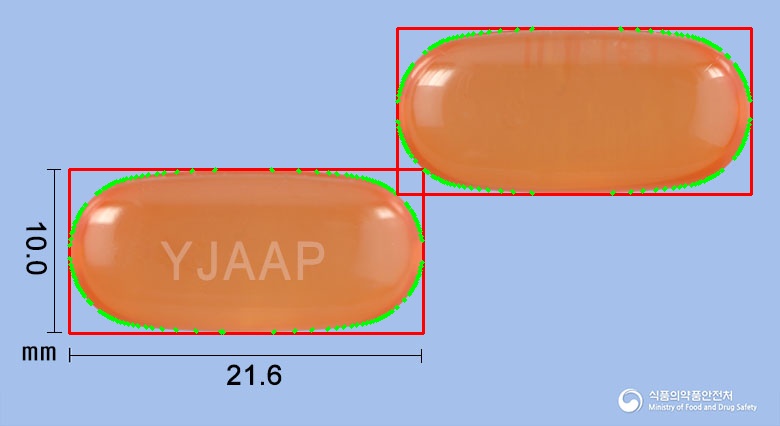 YJAAP
10.0
mm
21.6
식품의약품안전처
Ministry of Food and Drug Safety